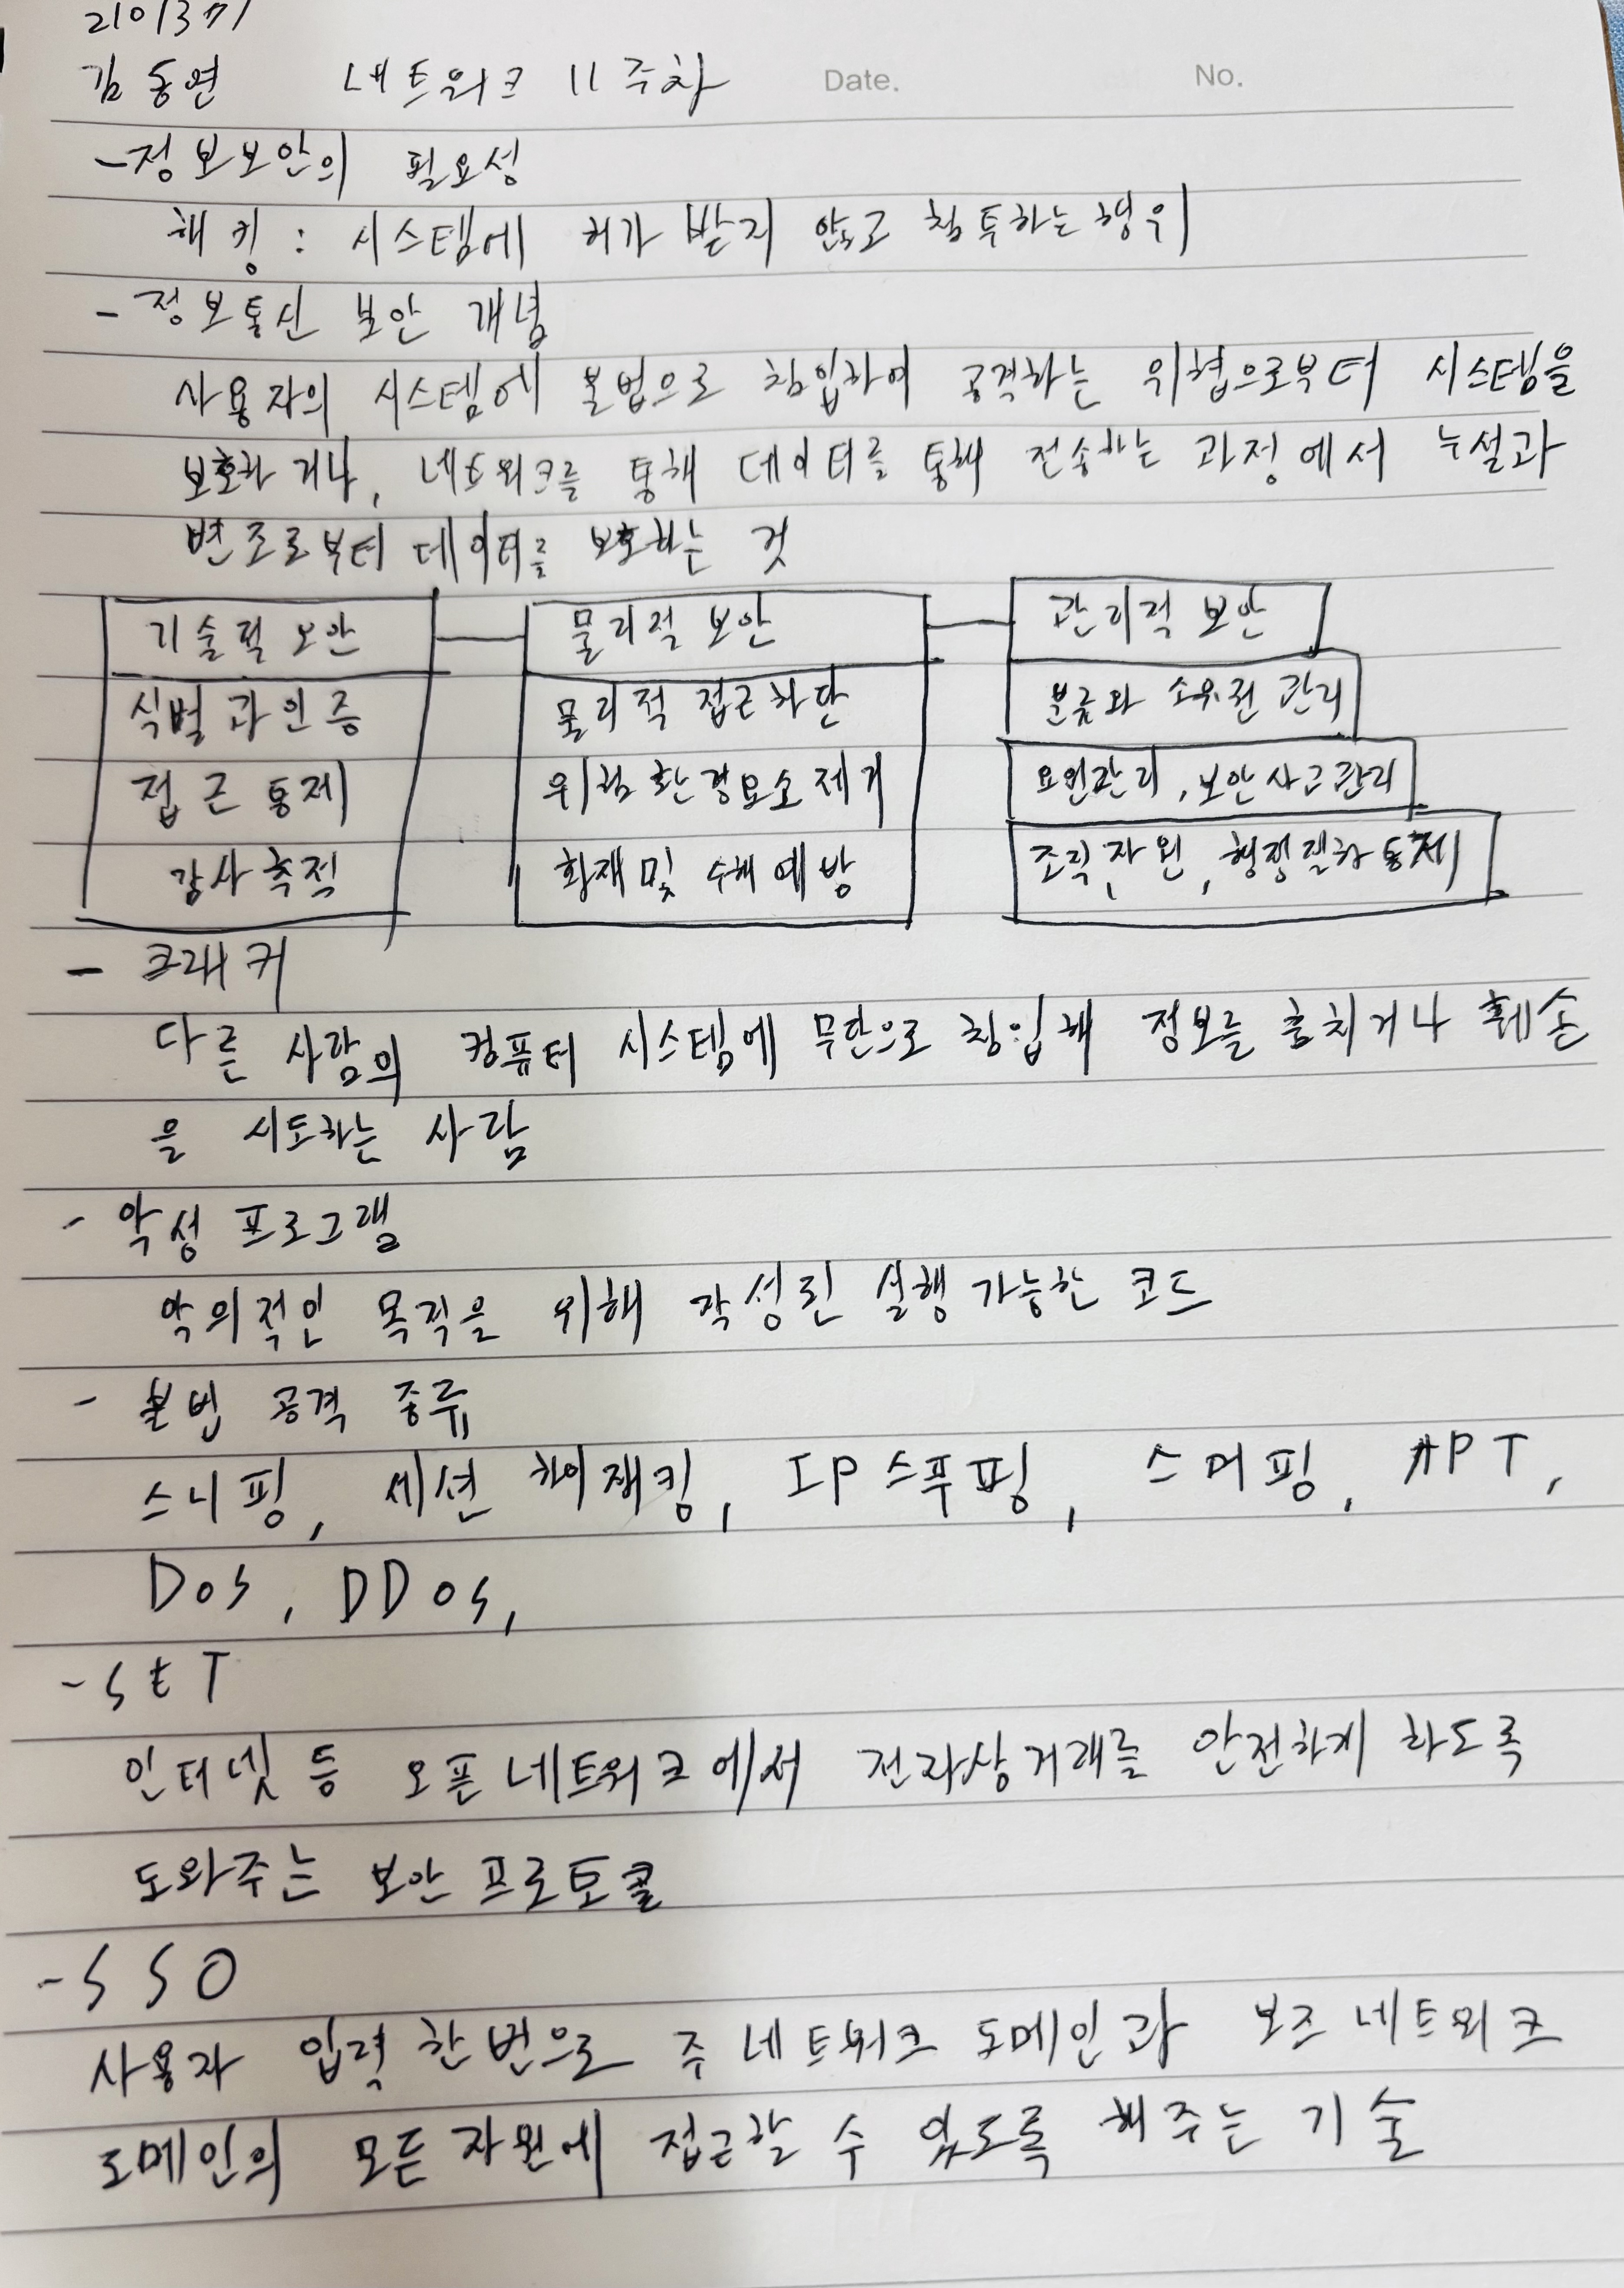 2101371
김동연 네트워크 11주차 Date. No.
- 정보보안의 필요성
해킹 : 시스템에 허가 받지 않고 침투하는 행위
- 정보통신 보안 개념
사용자의 시스템에 불법으로 침입하여 공격하는 위협으로부터 시스템을
보호하거나, 네트워크를 통해 데이터를 통해 전송하는 과정에서 누설과
변조로부터 데이터를 보호하는 것
기술적 보안 물리적 보안 관리적 보안
식별과 인증 물리적 접근차단 분류와 소유권 관리
접근 통제 위험환경요소제거 요원관리, 보안사고관리
감사추적 화재 및 수해예방 조직,자원, 행정절차통제
- 크래커
다른 사람의 컴퓨터 시스템에 무단으로 침입해 정보를 훔치거나 훼손
을 시도하는 사람
- 악성 프로그램
악의적인 목적을 위해 작성된 실행 가능한 코드
- 불법 공격 종류
스니핑, 세션 하이재킹, IP스푸핑, 스머핑, APT,
Dos, DDos,
- SET
인터넷 등 오픈네트워크에서 전자상거래를 안전하게 하도록
도와주는 보안 프로토콜
- SSO
사용자 입력 한번으로 주 네트워크 도메인과 보조 네트워크
도메인의 모든 자원에 접근할 수 있도록 해주는 기술